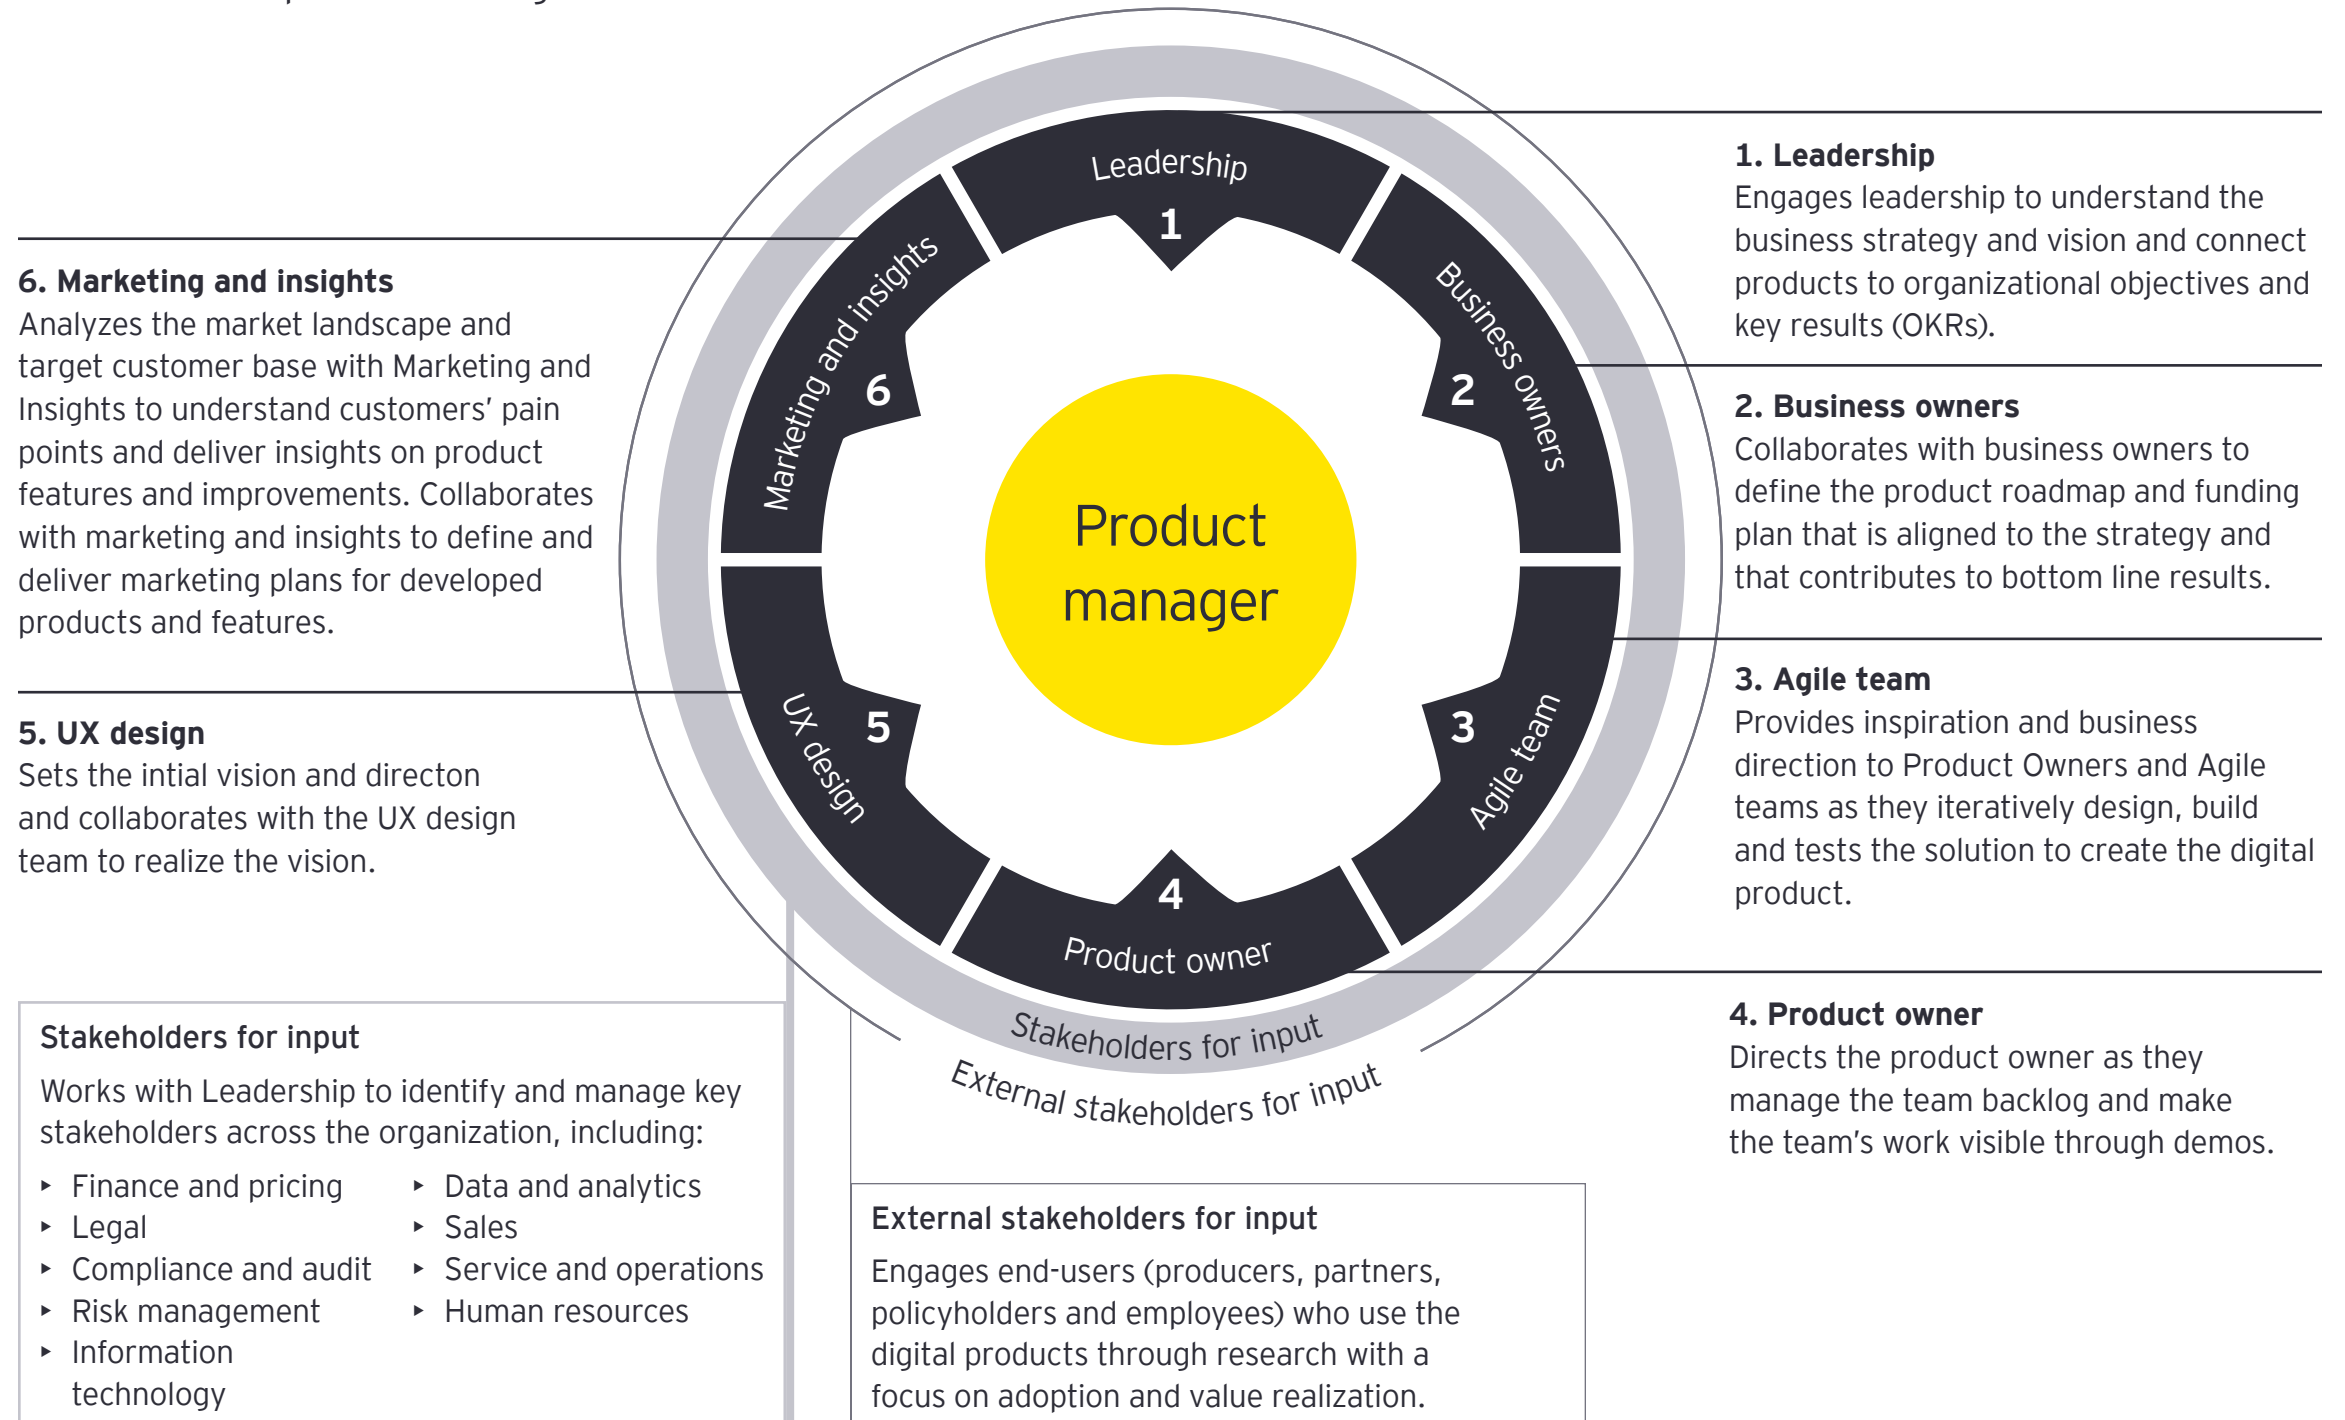 Leadership
1
Business owners
2
Agile team
3
Product owner
4
UX design
5
Marketing and insights
6
Product
manager
Stakeholders for input
External stakeholders for input
1. Leadership
Engages leadership to understand the
business strategy and vision and connect
products to organizational objectives and
key results (OKRs).
2. Business owners
Collaborates with business owners to
define the product roadmap and funding
plan that is aligned to the strategy and
that contributes to bottom line results.
3. Agile team
Provides inspiration and business
direction to Product Owners and Agile
teams as they iteratively design, build
and tests the solution to create the digital
product.
4. Product owner
Directs the product owner as they
manage the team backlog and make
the team’s work visible through demos.
6. Marketing and insights
Analyzes the market landscape and
target customer base with Marketing and
Insights to understand customers’ pain
points and deliver insights on product
features and improvements. Collaborates
with marketing and insights to define and
deliver marketing plans for developed
products and features.
5. UX design
Sets the intial vision and directon
and collaborates with the UX design
team to realize the vision.
Stakeholders for input
Works with Leadership to identify and manage key
stakeholders across the organization, including:
‣ Finance and pricing
‣ Legal
‣ Compliance and audit
‣ Risk management
‣ Information
technology
‣ Data and analytics
‣ Sales
‣ Service and operations
‣ Human resources
External stakeholders for input
Engages end-users (producers, partners,
policyholders and employees) who use the
digital products through research with a
focus on adoption and value realization.